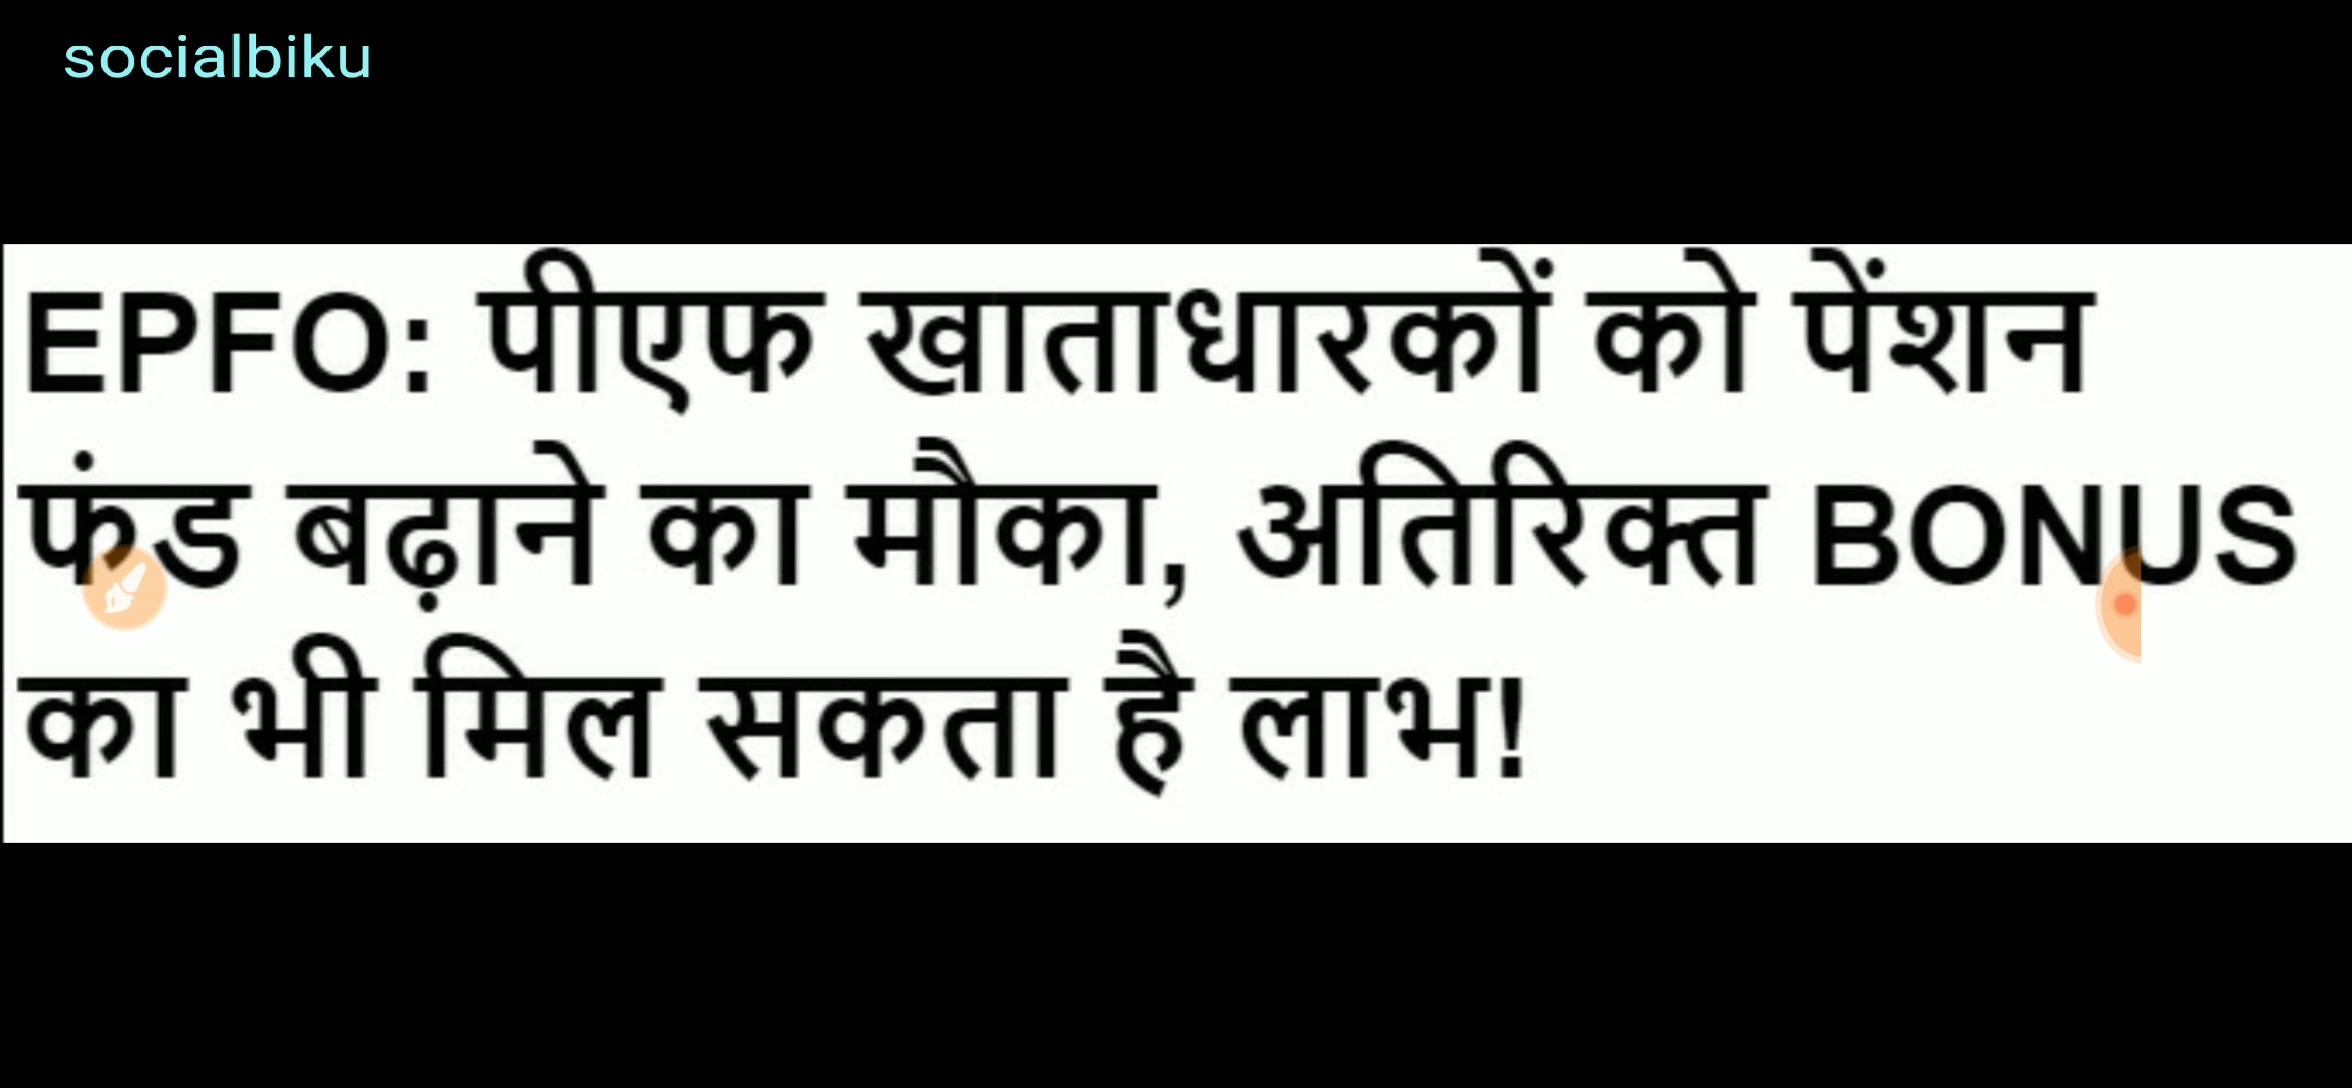 socialbiku
EPFO: पीएफ खाताधारकों को पेंशन
फंड बढ़ाने का मौका, अतिरिक्त BONUS
का भी मिल सकता है लाभ!